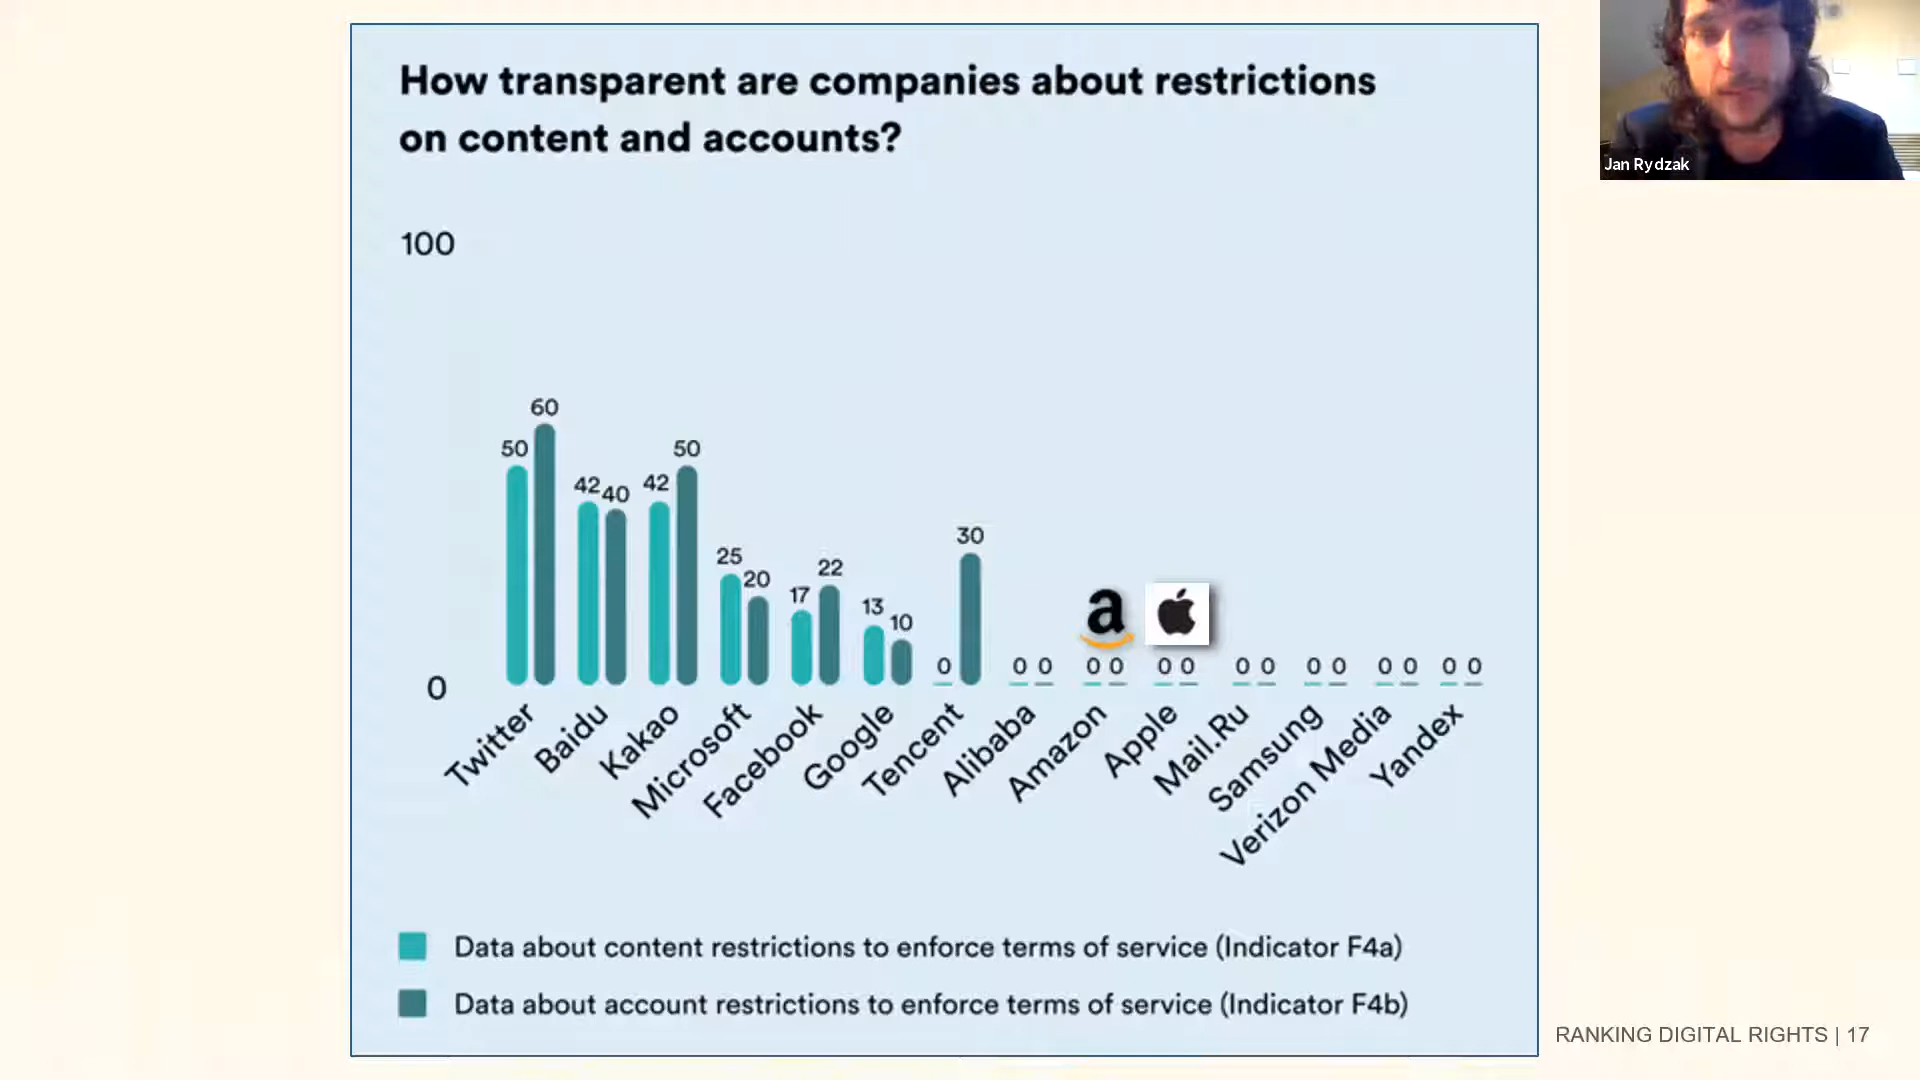 How transparent are companies about restrictions
on content and accounts?
Jan Rydzak
100
60
50
50
42 40 42
30
25
20
22
17
13
10
a
0 0 0 0 0 0 0 0 0 0 0 0 0 0 0
0
Twitter
Baidu
Kakao
Microsoft
Facebook
Google
Tencent
Alibaba
Amazon
Apple
Mail.Ru
Samsung
Verizon Media
Yandex
Data about content restrictions to enforce terms of service (Indicator F4a)
Data about account restrictions to enforce terms of service (Indicator F4b)
RANKING DIGITAL RIGHTS | 17